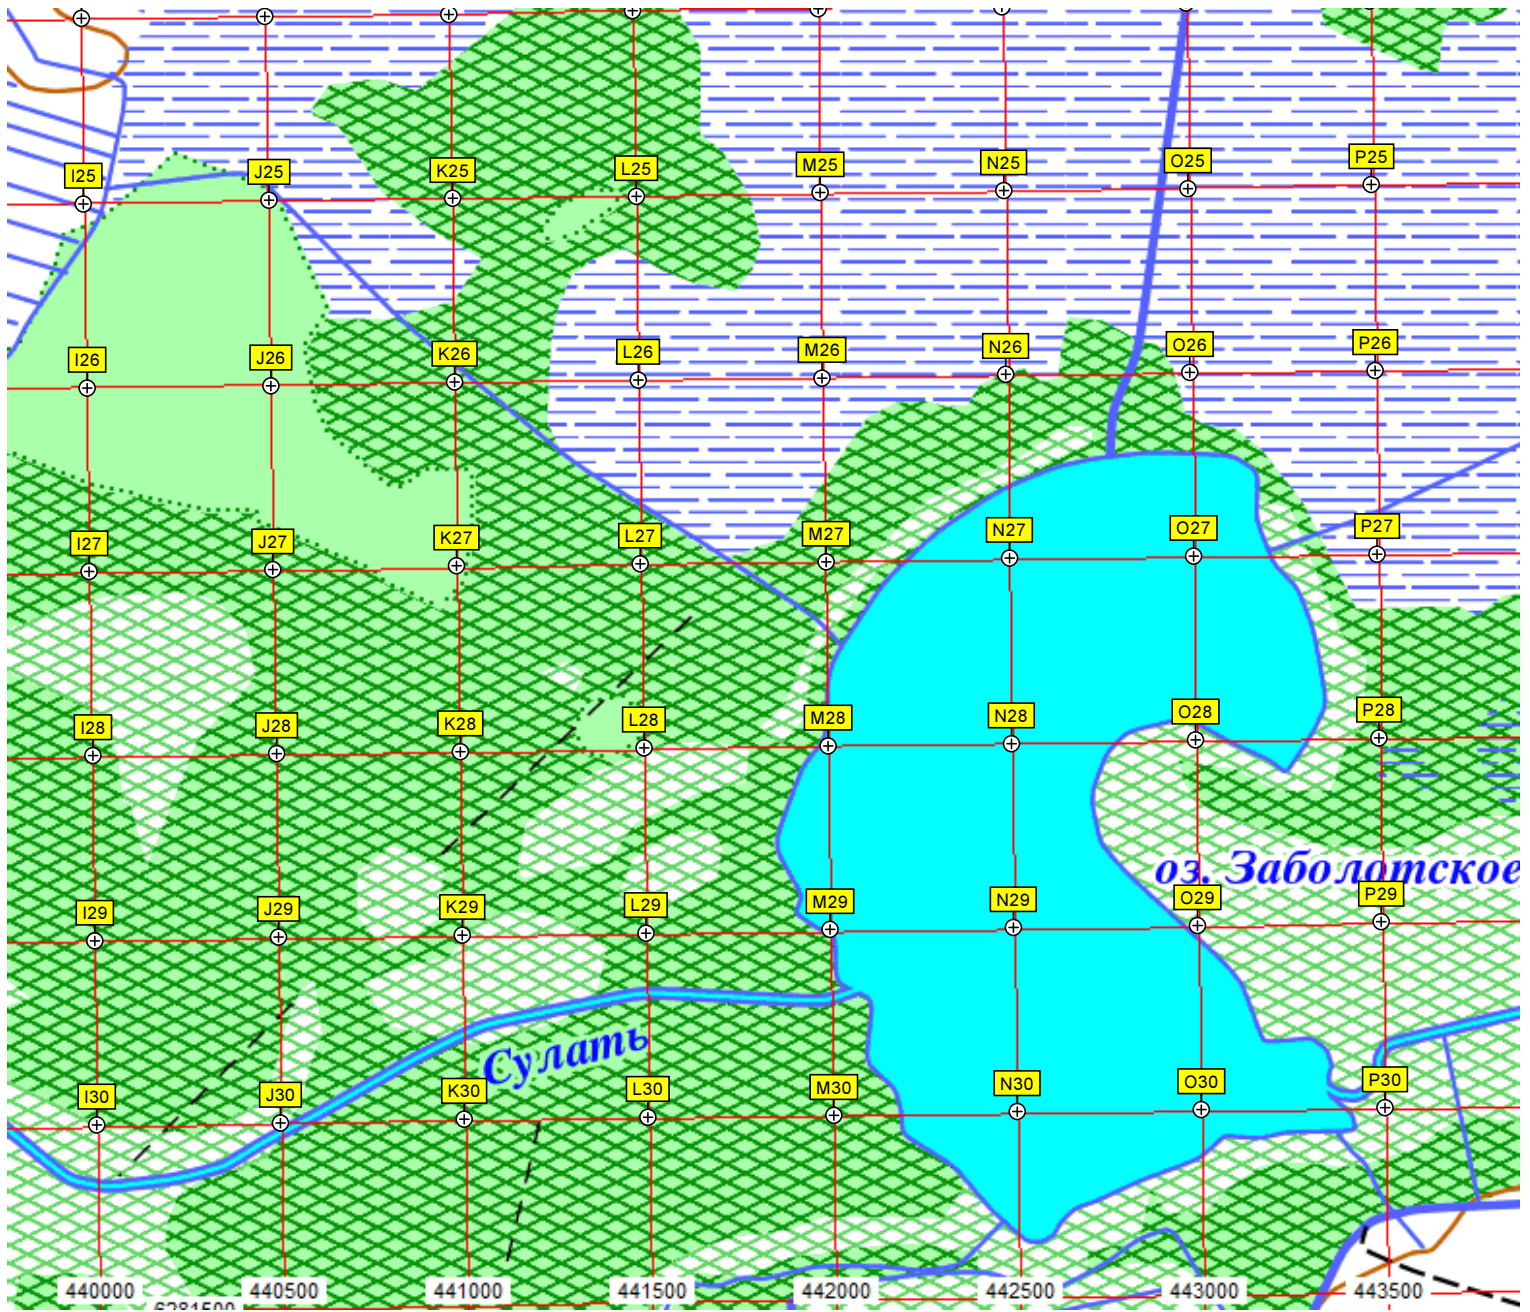 I25 J25 K25 L25 M25 N25 O25 P25
I26 J26 K26 L26 M26 N26 O26 P26
I27 J27 K27 L27 M27 N27 O27 P27
I28 J28 K28 L28 M28 N28 O28 P28
оз. Заболотское
I29 J29 K29 L29 M29 N29 O29 P29
Сулать
I30 J30 K30 L30 M30 N30 O30 P30
440000 440500 441000 441500 442000 442500 443000 443500
6281500